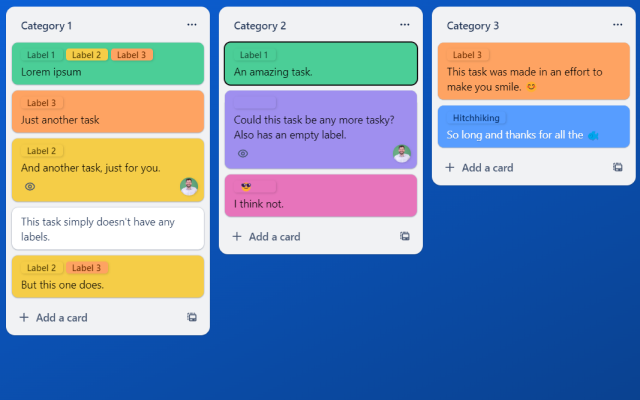 Category 1
Label 1 Label 2 Label 3
Lorem ipsum
Label 3
Just another task
Label 2
And another task, just for you.
This task simply doesn't have any
labels.
Label 2 Label 3
But this one does.
+ Add a card
Category 2
Label 1
An amazing task.
Could this task be any more tasky?
Also has an empty label.
I think not.
+ Add a card
Category 3
Label 3
This task was made in an effort to
make you smile. 😊
Hitchhiking
So long and thanks for all the 🐟
+ Add a card